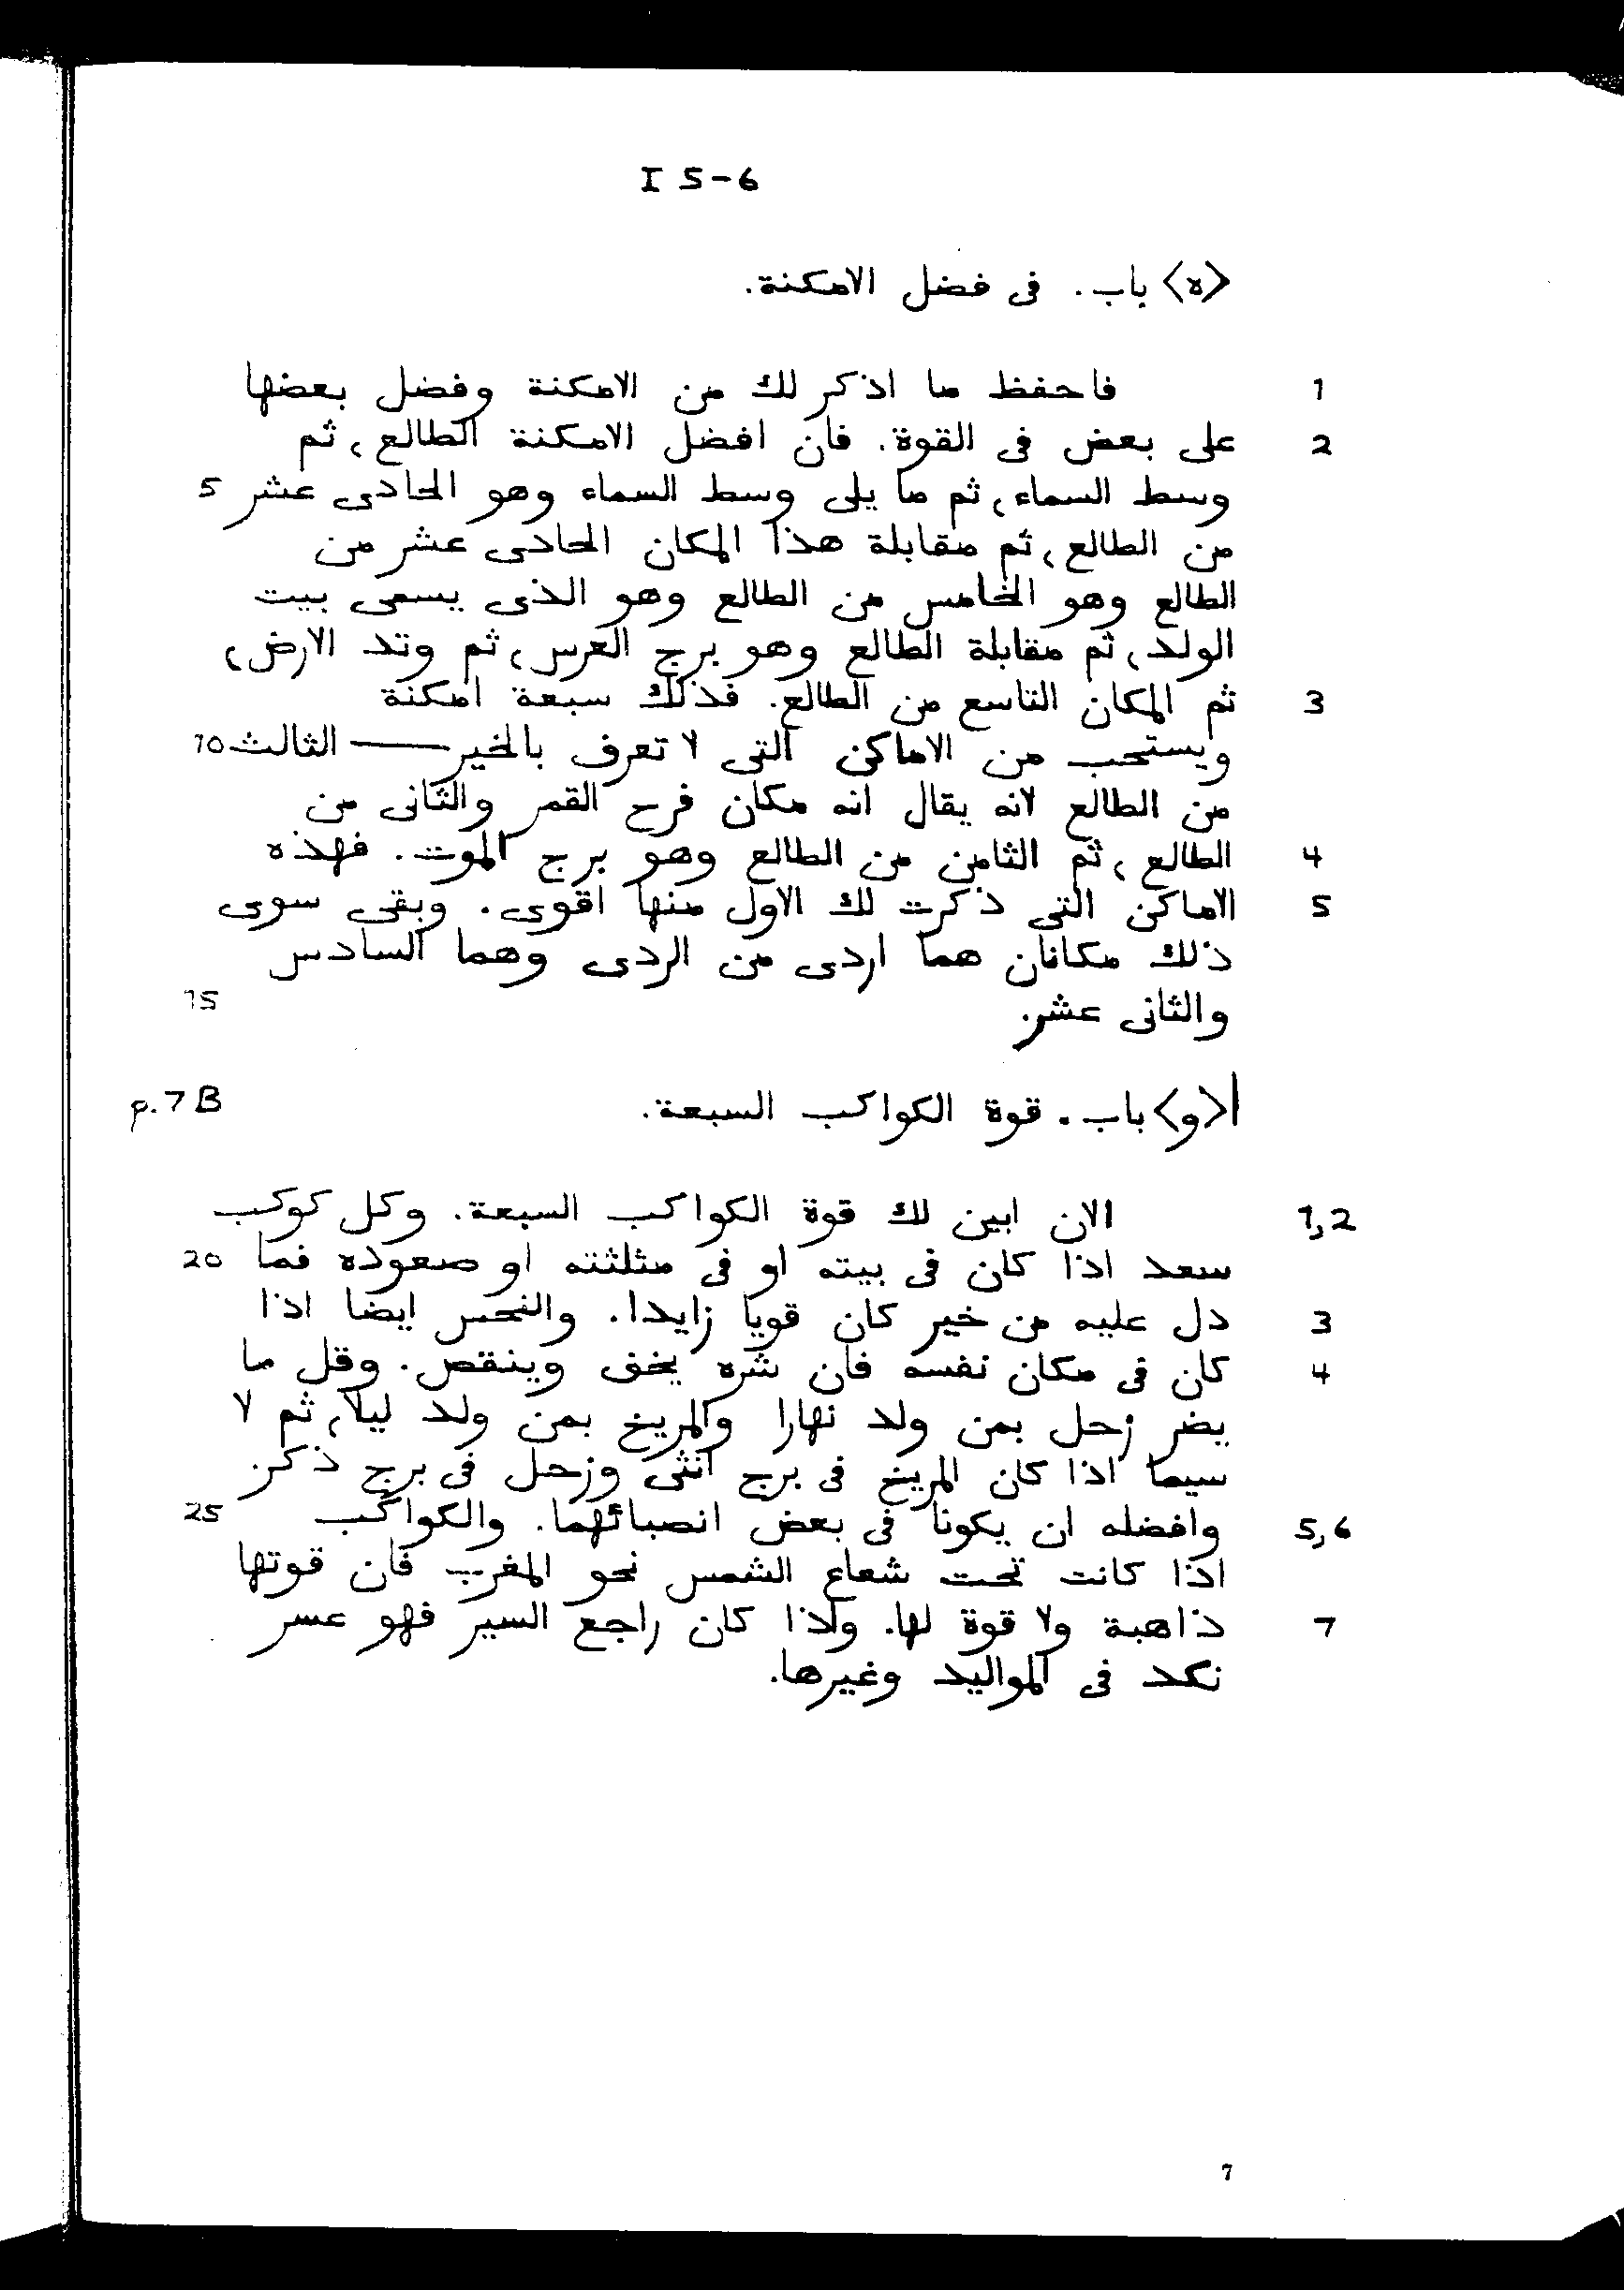 I 5-6
<ه> باب. فى فضل الامكنة.
1 فاحفظ ما اذكر لك من الامكنة وفضل بعضها
2 على بعض فى القوة. فان افضل الامكنة الطالع، ثم
وسط السماء، ثم ما يلى وسط السماء وهو الحادى عشر 5
من الطالع، ثم مقابلة هذا المكان الحادى عشر من
الطالع وهو الخامس من الطالع وهو الذى يسمى بيت
الولد، ثم مقابلة الطالع وهو برج العرس، ثم وتد الارض،
3 ثم المكان التاسع من الطالع. فذلك سبعة امكنة
ويستحب من الاماكن التى لا تعرف بالخير — الثالث 10
من الطالع لانه يقال انه مكان فرح القمر والثانى من
4 الطالع، ثم الثامن من الطالع وهو برج الموت. فهذه
5 الاماكن التى ذكرت لك الاول منها اقوى. وبقى سوى
ذلك مكانان هما اردى من الردى وهما السادس
والثانى عشر. 15
|<و> باب. قوة الكواكب السبعة. p.7 B
1,2 الان ابين لك قوة الكواكب السبعة. وكل كوكب
سعد اذا كان فى بيته او فى مثلثته او صعوده فما 20
3 دل عليه من خير كان قويا زايدا. والنحس ايضا اذا
4 كان فى مكان نفسه فان شره يخف وينقص. وقل ما
يضر زحل بمن ولد نهارا والمريخ بمن ولد ليلا، ثم لا
سيما اذا كان المريخ فى برج انثى وزحل فى برج ذكر.
5,6 وافضله ان يكونا فى بعض انصبائهما. والكواكب 25
اذا كانت تحت شعاع الشمس نحو المغرب فان قوتها
7 ذاهبة ولا قوة لها. واذا كان راجع السير فهو عسر
نكد فى المواليد وغيرها.
7